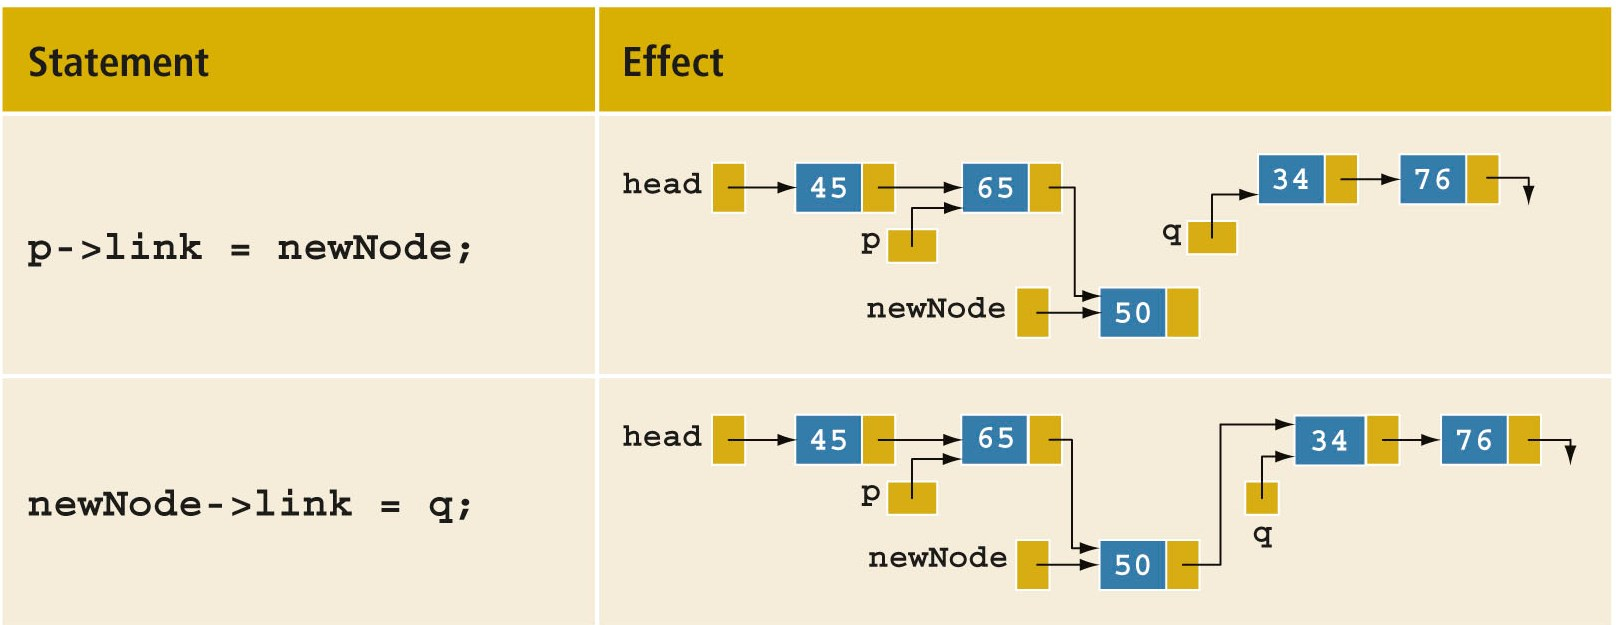 Statement
Effect
p->link = newNode;
head 45 65 34 76
p q
newNode 50
newNode->link = q;
head 45 65 34 76
p
q
newNode 50